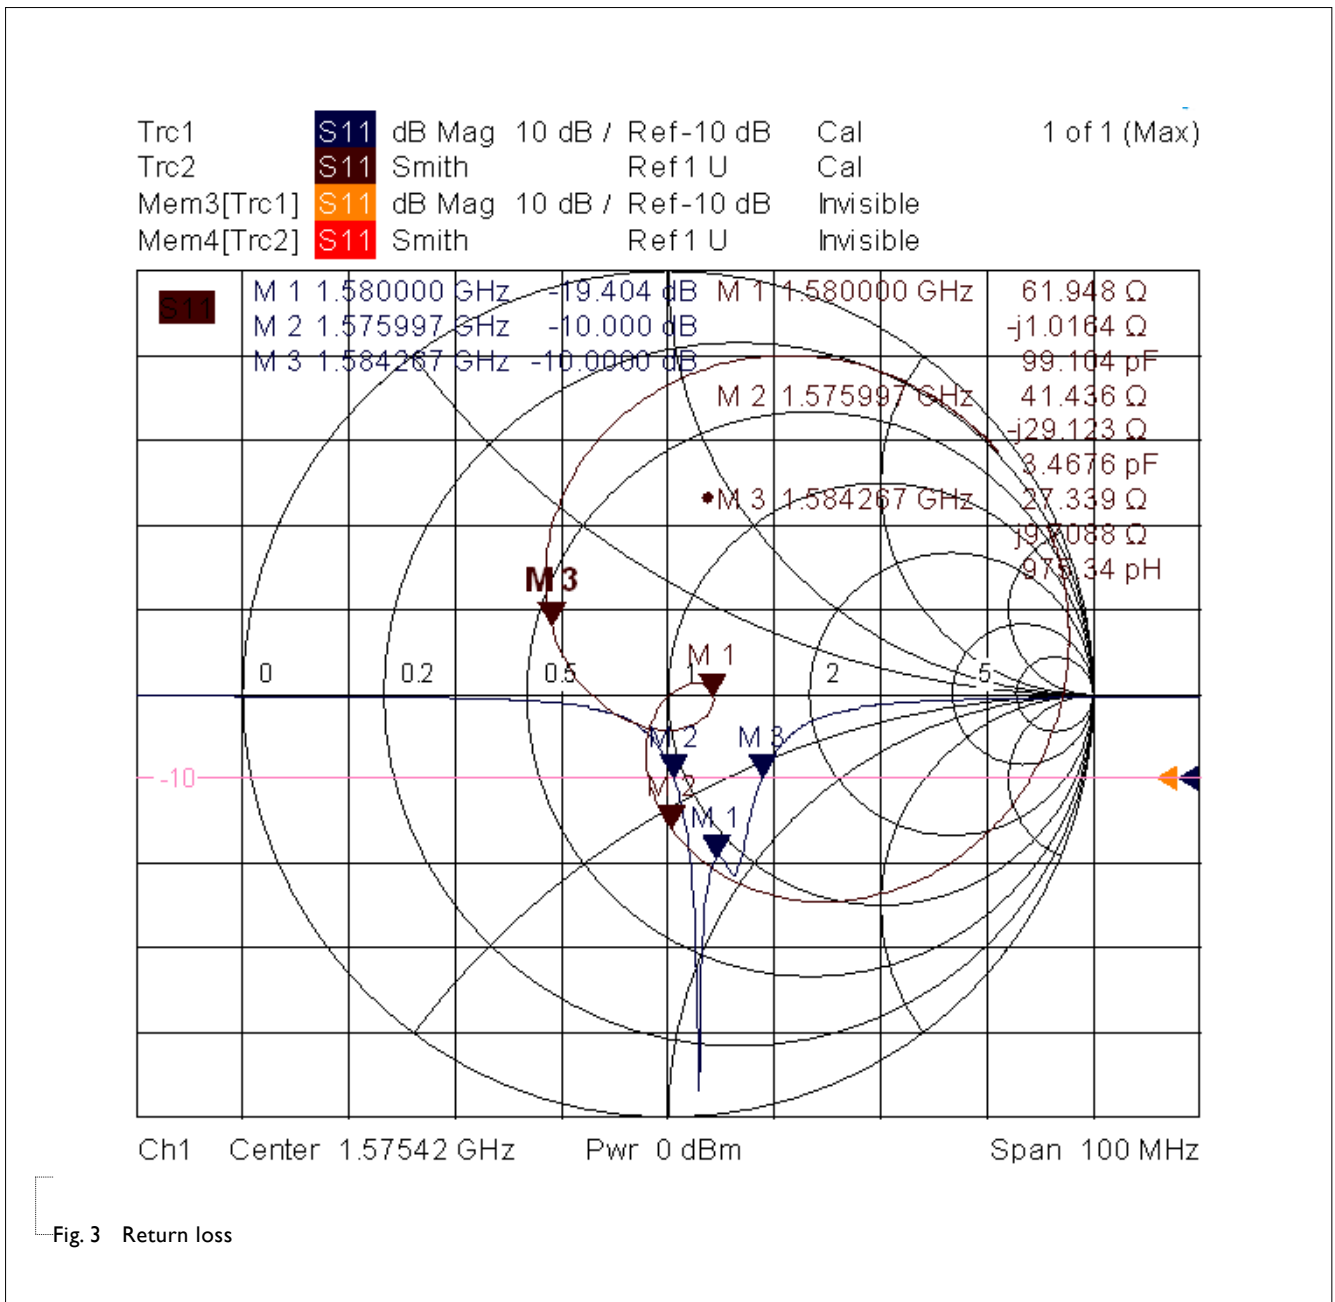 Trc1 S11 dB Mag 10 dB / Ref-10 dB Cal 1 of 1 (Max)
Trc2 S11 Smith Ref 1 U Cal
Mem3[Trc1] S11 dB Mag 10 dB / Ref-10 dB Invisible
Mem4[Trc2] S11 Smith Ref 1 U Invisible
S11
M 1 1.580000 GHz -19.404 dB M 1 1.580000 GHz 61.948 Ω
M 2 1.575997 GHz -10.000 dB -j1.0164 Ω
M 3 1.584267 GHz -10.0000 dB 99.104 pF
M 2 1.575997 GHz 41.436 Ω
-j29.123 Ω
3.4676 pF
•M 3 1.584267 GHz 27.339 Ω
j9.7088 Ω
975.34 pH
M 3
M 1
0 0.2 0.5 1 2 5
M 2 M 3
-10
M 2
M 1
Ch1 Center 1.57542 GHz Pwr 0 dBm Span 100 MHz
Fig. 3 Return loss